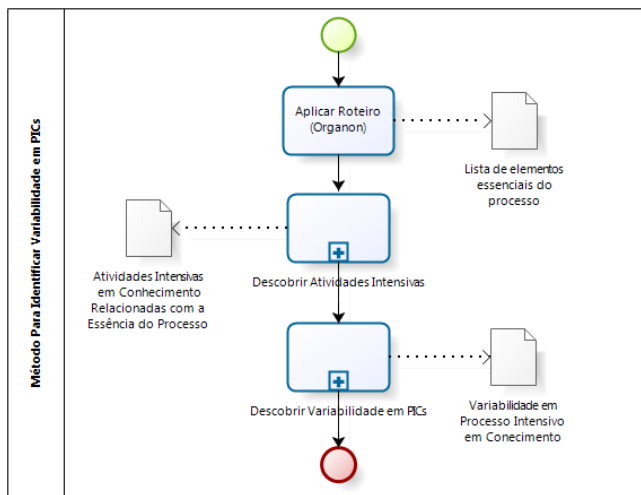 Método Para Identificar Variabilidade em PICs
Aplicar Roteiro
(Organon)
Lista de elementos
essenciais do
processo
Atividades Intensivas
em Conhecimento
Relacionadas com a
Essência do Processo
Descobrir Atividades Intensivas
Descobrir Variabilidade em PICs
Variabilidade em
Processo Intensivo
em Conecimento